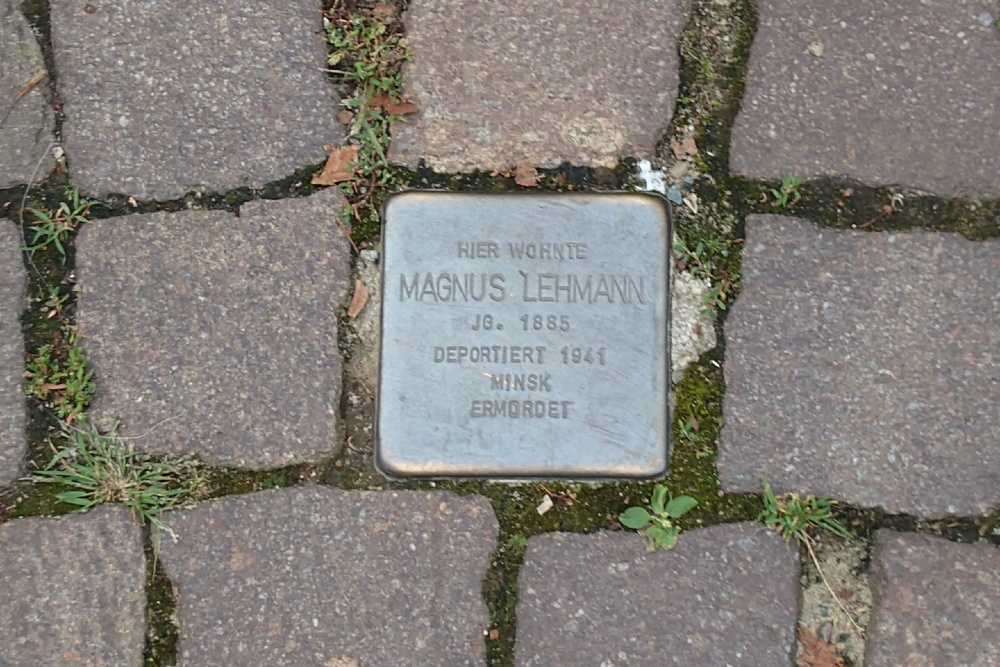 HIER WOHNTE
MAGNUS LEHMANN
JG. 1885
DEPORTIERT 1941
MINSK
ERMORDET